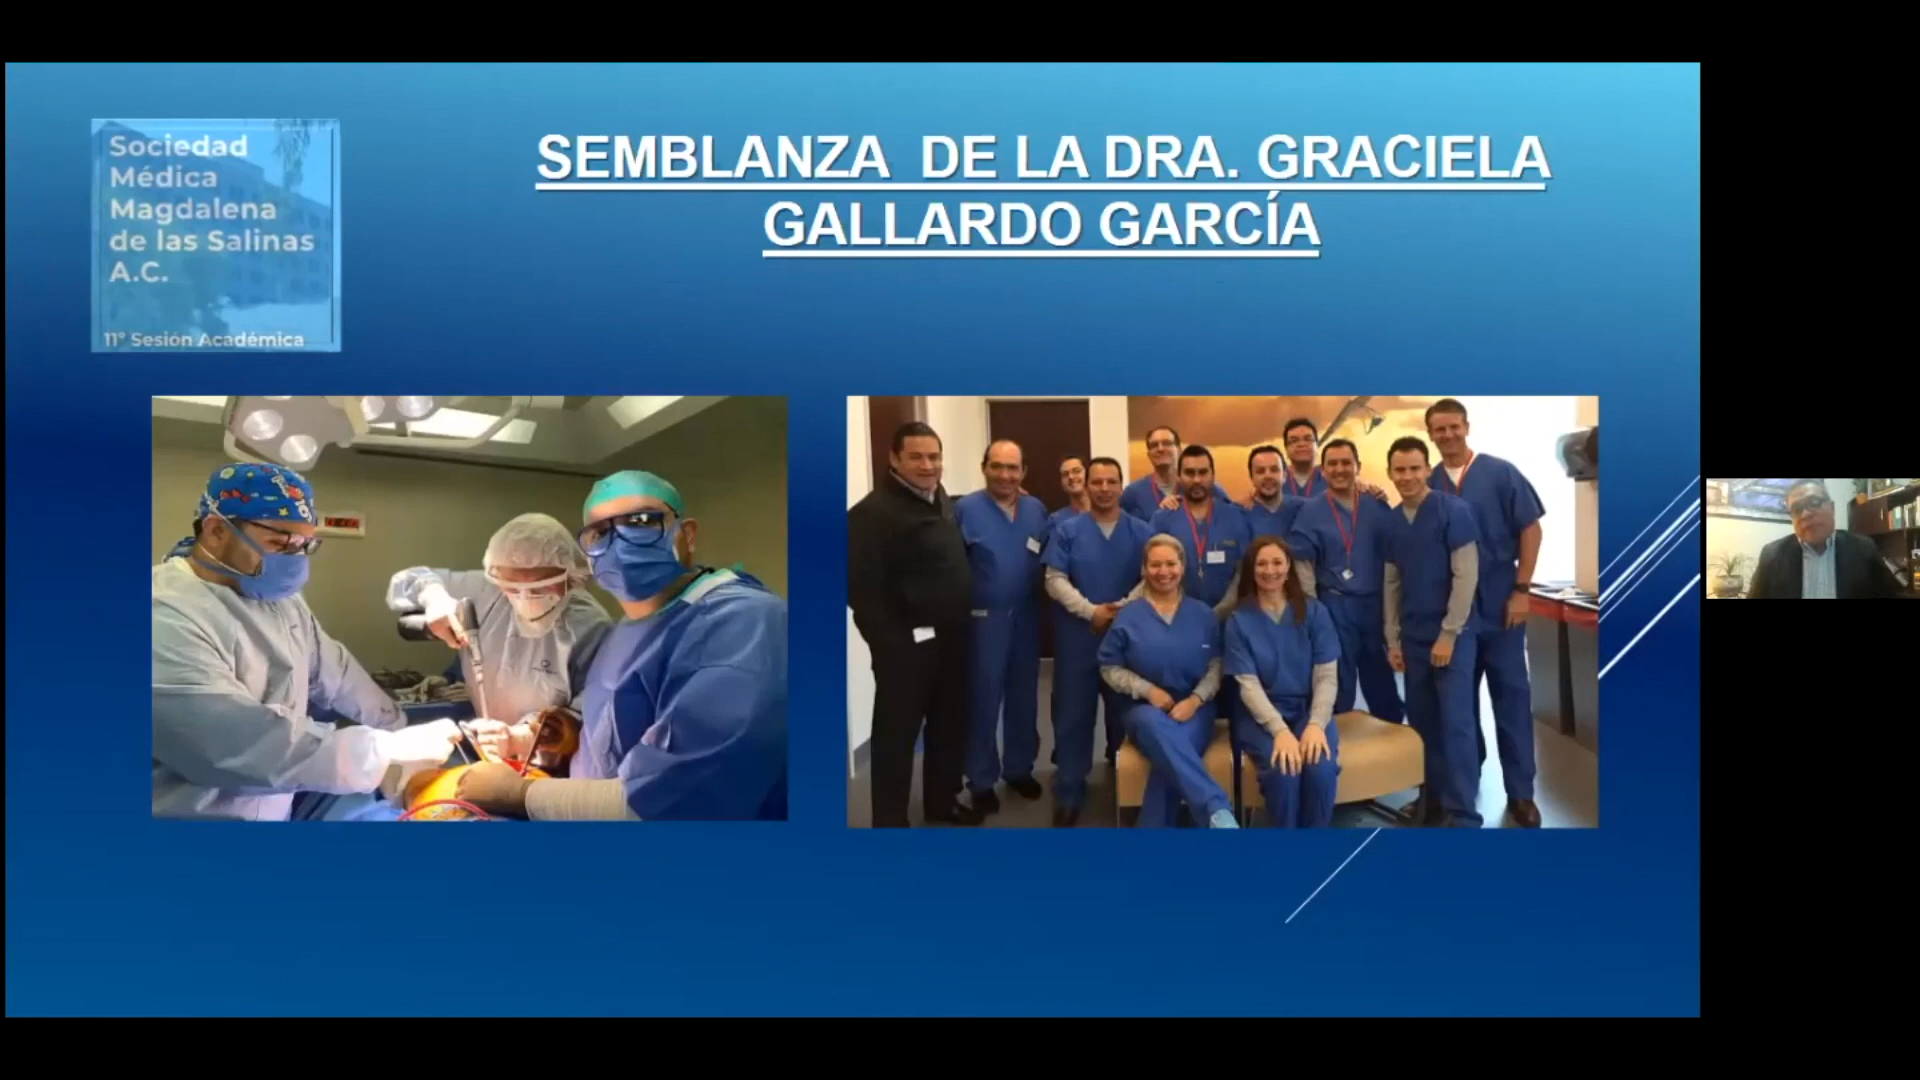 Sociedad
Médica
Magdalena
de las Salinas
A.C.
11° Sesión Académica
SEMBLANZA DE LA DRA. GRACIELA
GALLARDO GARCÍA